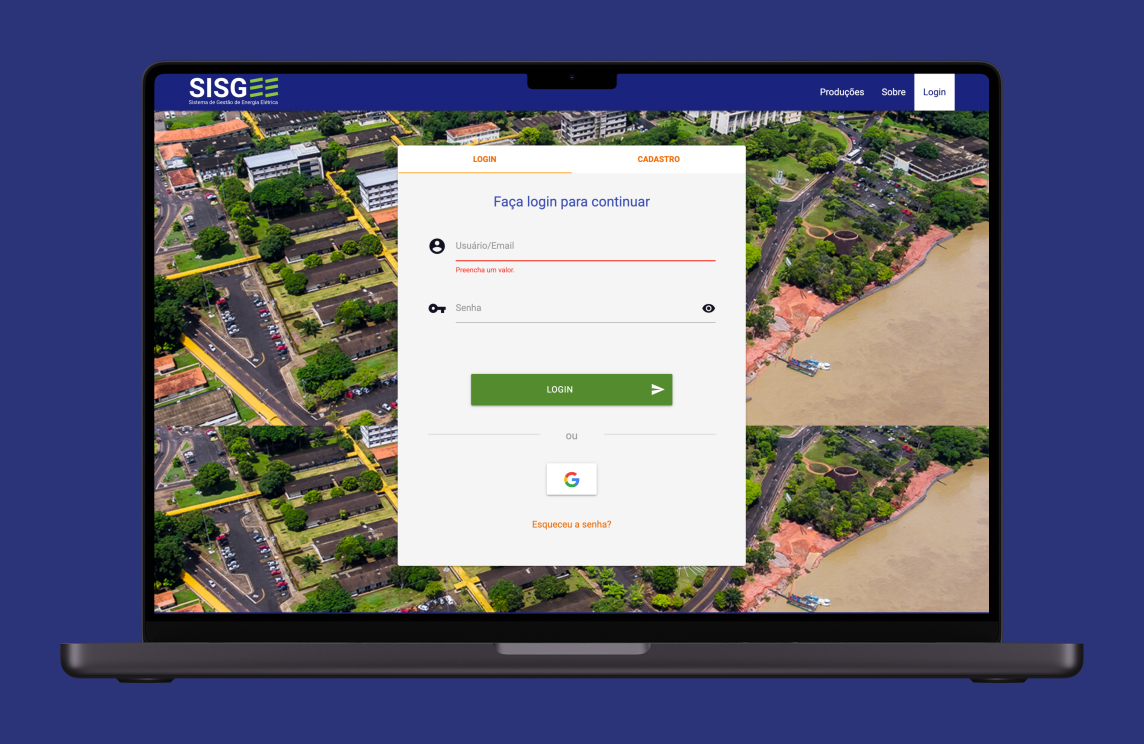 SISGEE
Sistema de Gestão de Energia Elétrica
Produções
Sobre
Login
LOGIN
CADASTRO
Faça login para continuar
Usuário/Email
Preencha um valor.
Senha
LOGIN
ou
G
Esqueceu a senha?